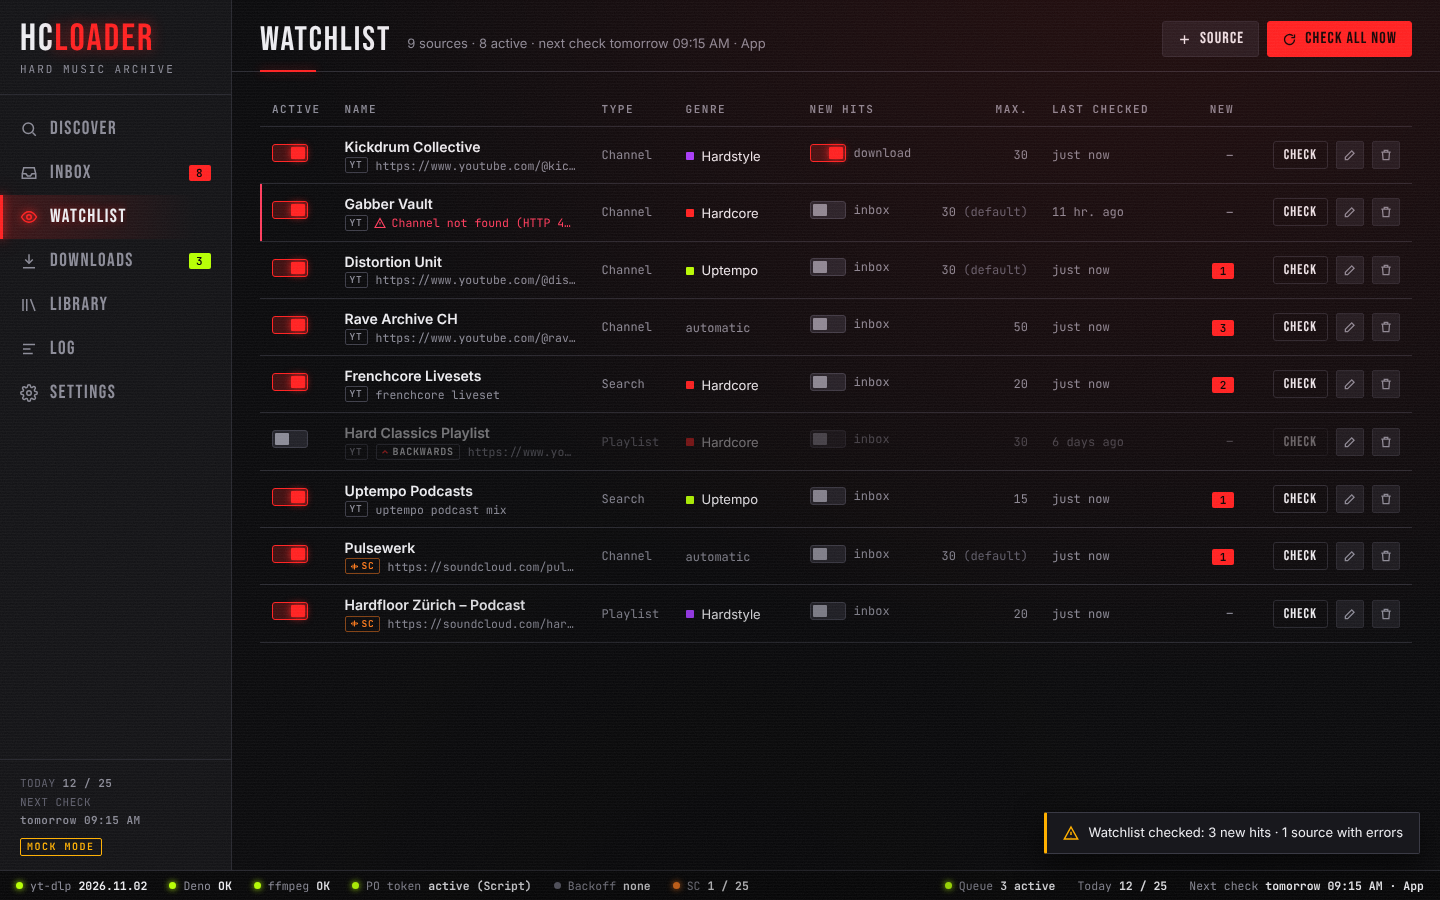 HCLOADER
HARD MUSIC ARCHIVE
DISCOVER
INBOX 8
WATCHLIST
DOWNLOADS 3
LIBRARY
LOG
SETTINGS
TODAY 12 / 25
NEXT CHECK
tomorrow 09:15 AM
MOCK MODE
WATCHLIST 9 sources · 8 active · next check tomorrow 09:15 AM · App
+ SOURCE CHECK ALL NOW
ACTIVE NAME TYPE GENRE NEW HITS MAX. LAST CHECKED NEW
Kickdrum Collective Channel Hardstyle download 30 just now – CHECK
YT https://www.youtube.com/@kic…
Gabber Vault Channel Hardcore inbox 30 (default) 11 hr. ago – CHECK
YT Channel not found (HTTP 4…
Distortion Unit Channel Uptempo inbox 30 (default) just now 1 CHECK
YT https://www.youtube.com/@dis…
Rave Archive CH Channel automatic inbox 50 just now 3 CHECK
YT https://www.youtube.com/@rav…
Frenchcore Livesets Search Hardcore inbox 20 just now 2 CHECK
YT frenchcore liveset
Hard Classics Playlist Playlist Hardcore inbox 30 6 days ago – CHECK
YT BACKWARDS https://www.yo…
Uptempo Podcasts Search Uptempo inbox 15 just now 1 CHECK
YT uptempo podcast mix
Pulsewerk Channel automatic inbox 30 (default) just now 1 CHECK
SC https://soundcloud.com/pul…
Hardfloor Zürich – Podcast Playlist Hardstyle inbox 20 just now – CHECK
SC https://soundcloud.com/har…
Watchlist checked: 3 new hits · 1 source with errors
yt-dlp 2026.11.02 Deno OK ffmpeg OK PO token active (Script) Backoff none SC 1 / 25 Queue 3 active Today 12 / 25 Next check tomorrow 09:15 AM · App